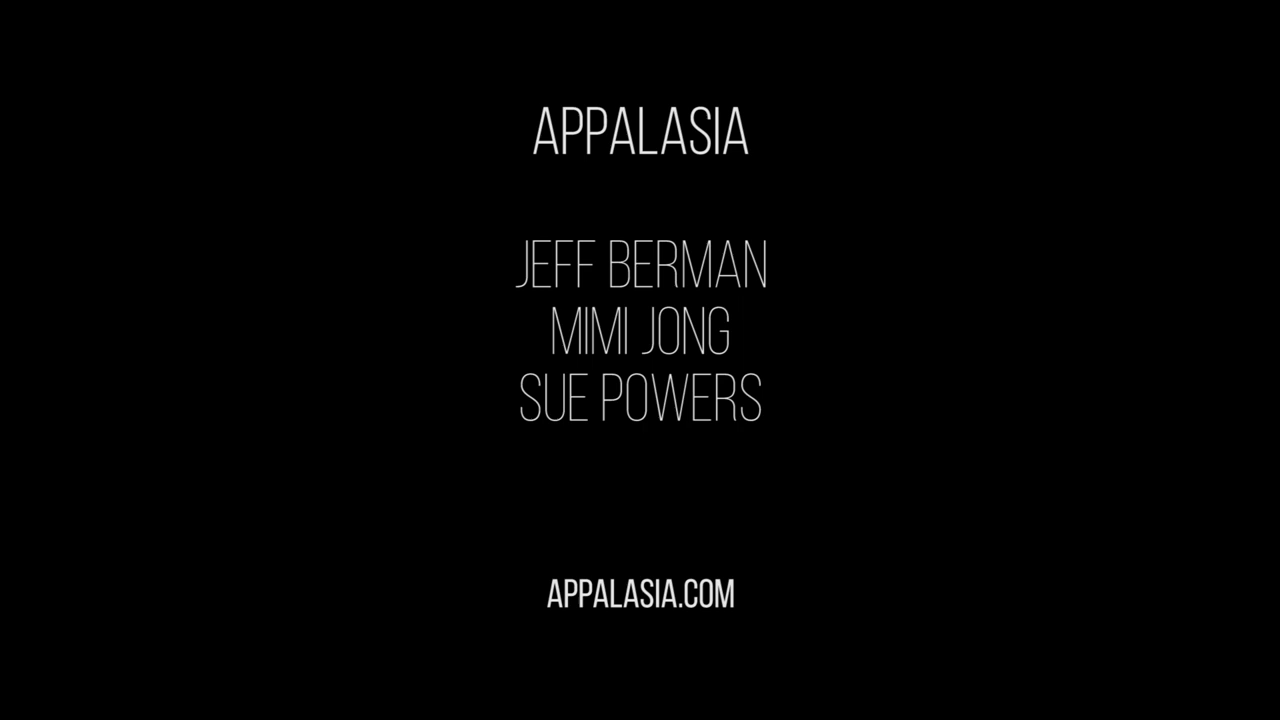 APPALASIA
JEFF BERMAN
MIMI JONG
SUE POWERS
APPALASIA.COM